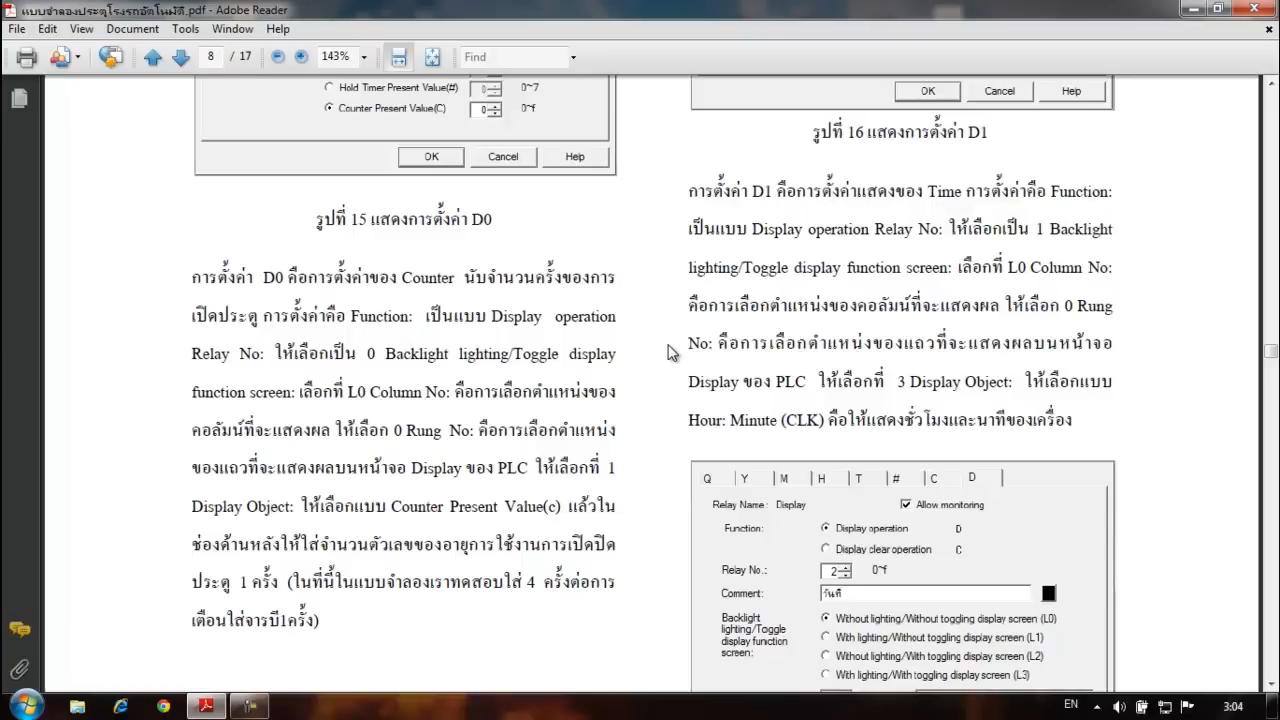 แบบจำลองประตูโรงรถอัตโนมัติ.pdf - Adobe Reader
File Edit View Document Tools Window Help
8 / 17 143% Find
Hold Timer Present Value(#) 0 0~7
Counter Present Value(C) 0 0~f
OK Cancel Help
รูปที่ 15 แสดงการตั้งค่า D0
การตั้งค่า D0 คือการตั้งค่าของ Counter นับจำนวนครั้งของการ
เปิดประตู การตั้งค่าคือ Function: เป็นแบบ Display operation
Relay No: ให้เลือกเป็น 0 Backlight lighting/Toggle display
function screen: เลือกที่ L0 Column No: คือการเลือกตำแหน่งของ
คอลัมน์ที่จะแสดงผล ให้เลือก 0 Rung No: คือการเลือกตำแหน่ง
ของแถวที่จะแสดงผลบนหน้าจอ Display ของ PLC ให้เลือกที่ 1
Display Object: ให้เลือกแบบ Counter Present Value(c) แล้วใน
ช่องด้านหลังให้ใส่จำนวนตัวเลขของอายุการใช้งานการเปิดปิด
ประตู 1 ครั้ง (ในที่นี้ในแบบจำลองเราทดสอบใส่ 4 ครั้งต่อการ
เตือนใส่จารบี1ครั้ง)
OK Cancel Help
รูปที่ 16 แสดงการตั้งค่า D1
การตั้งค่า D1 คือการตั้งค่าแสดงของ Time การตั้งค่าคือ Function:
เป็นแบบ Display operation Relay No: ให้เลือกเป็น 1 Backlight
lighting/Toggle display function screen: เลือกที่ L0 Column No:
คือการเลือกตำแหน่งของคอลัมน์ที่จะแสดงผล ให้เลือก 0 Rung
No: คือการเลือกตำแหน่งของแถวที่จะแสดงผลบนหน้าจอ
Display ของ PLC ให้เลือกที่ 3 Display Object: ให้เลือกแบบ
Hour: Minute (CLK) คือให้แสดงชั่วโมงและนาทีของเครื่อง
Q Y M H T # C D
Relay Name : Display Allow monitoring
Function: Display operation D
Display clear operation C
Relay No.: 2 0~f
Comment: วันที่
Backlight lighting/Toggle display function screen:
Without lighting/Without toggling display screen (L0)
With lighting/Without toggling display screen (L1)
Without lighting/With toggling display screen (L2)
With lighting/With toggling display screen (L3)
EN 3:04